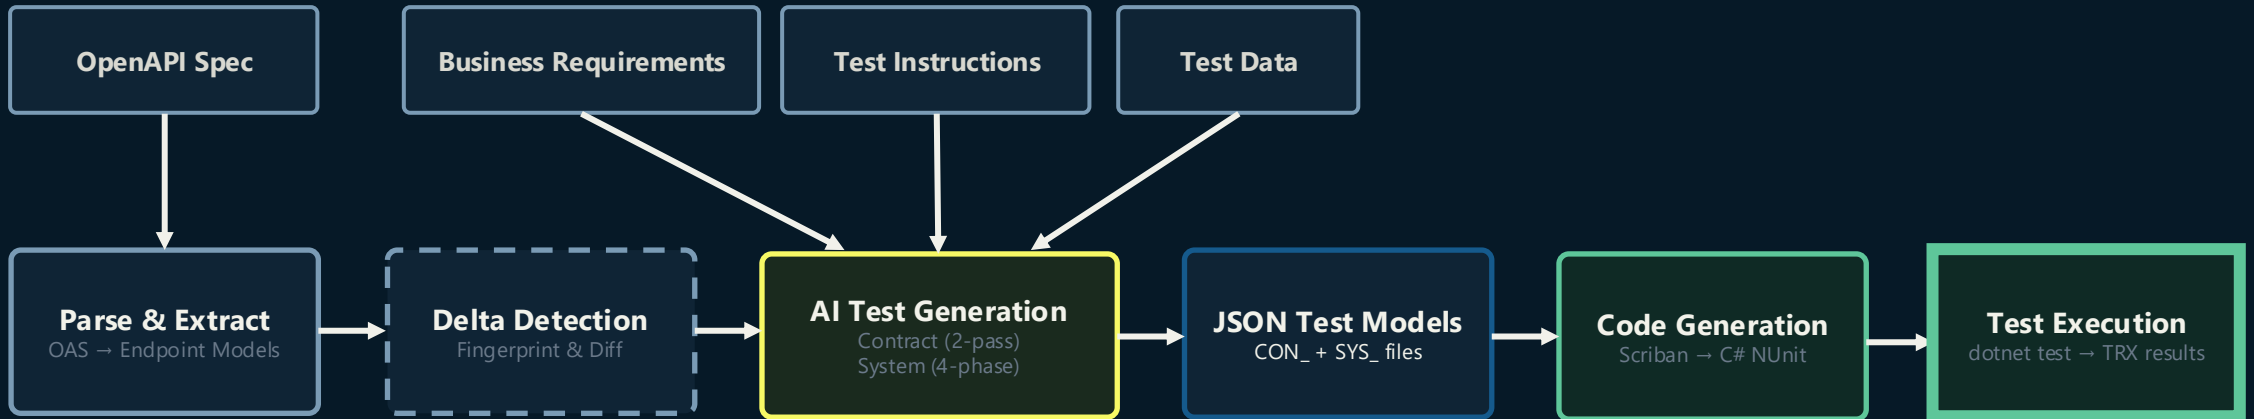 OpenAPI Spec
Business Requirements
Test Instructions
Test Data
Parse & Extract
OAS → Endpoint Models
Delta Detection
Fingerprint & Diff
AI Test Generation
Contract (2-pass)
System (4-phase)
JSON Test Models
CON_ + SYS_ files
Code Generation
Scriban → C# NUnit
Test Execution
dotnet test → TRX results